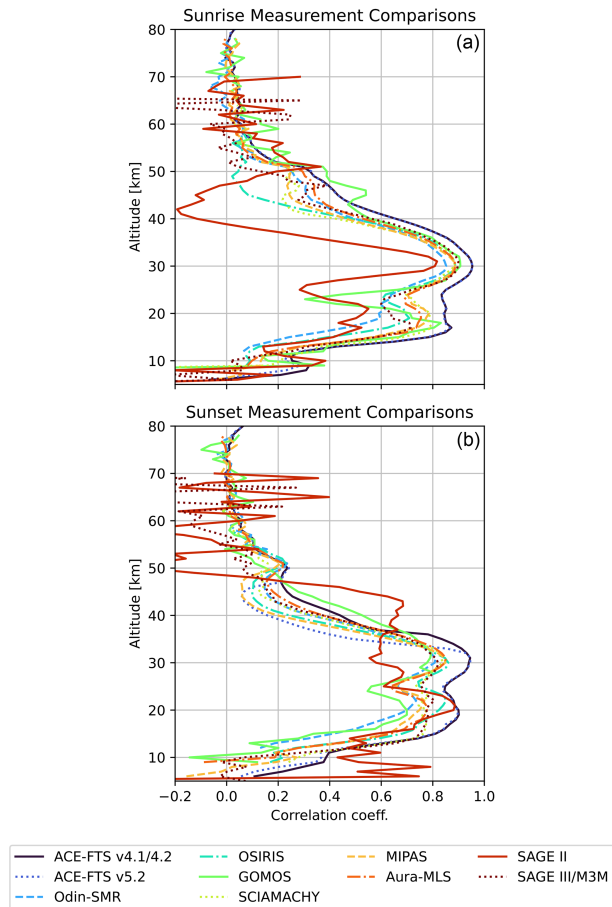 Sunrise Measurement Comparisons
(a)
80
70
60
50
40
30
20
10
Altitude [km]
Sunset Measurement Comparisons
(b)
80
70
60
50
40
30
20
10
Altitude [km]
−0.2 0.0 0.2 0.4 0.6 0.8 1.0
Correlation coeff.
ACE-FTS v4.1/4.2 OSIRIS MIPAS SAGE II
ACE-FTS v5.2 GOMOS Aura-MLS SAGE III/M3M
Odin-SMR SCIAMACHY